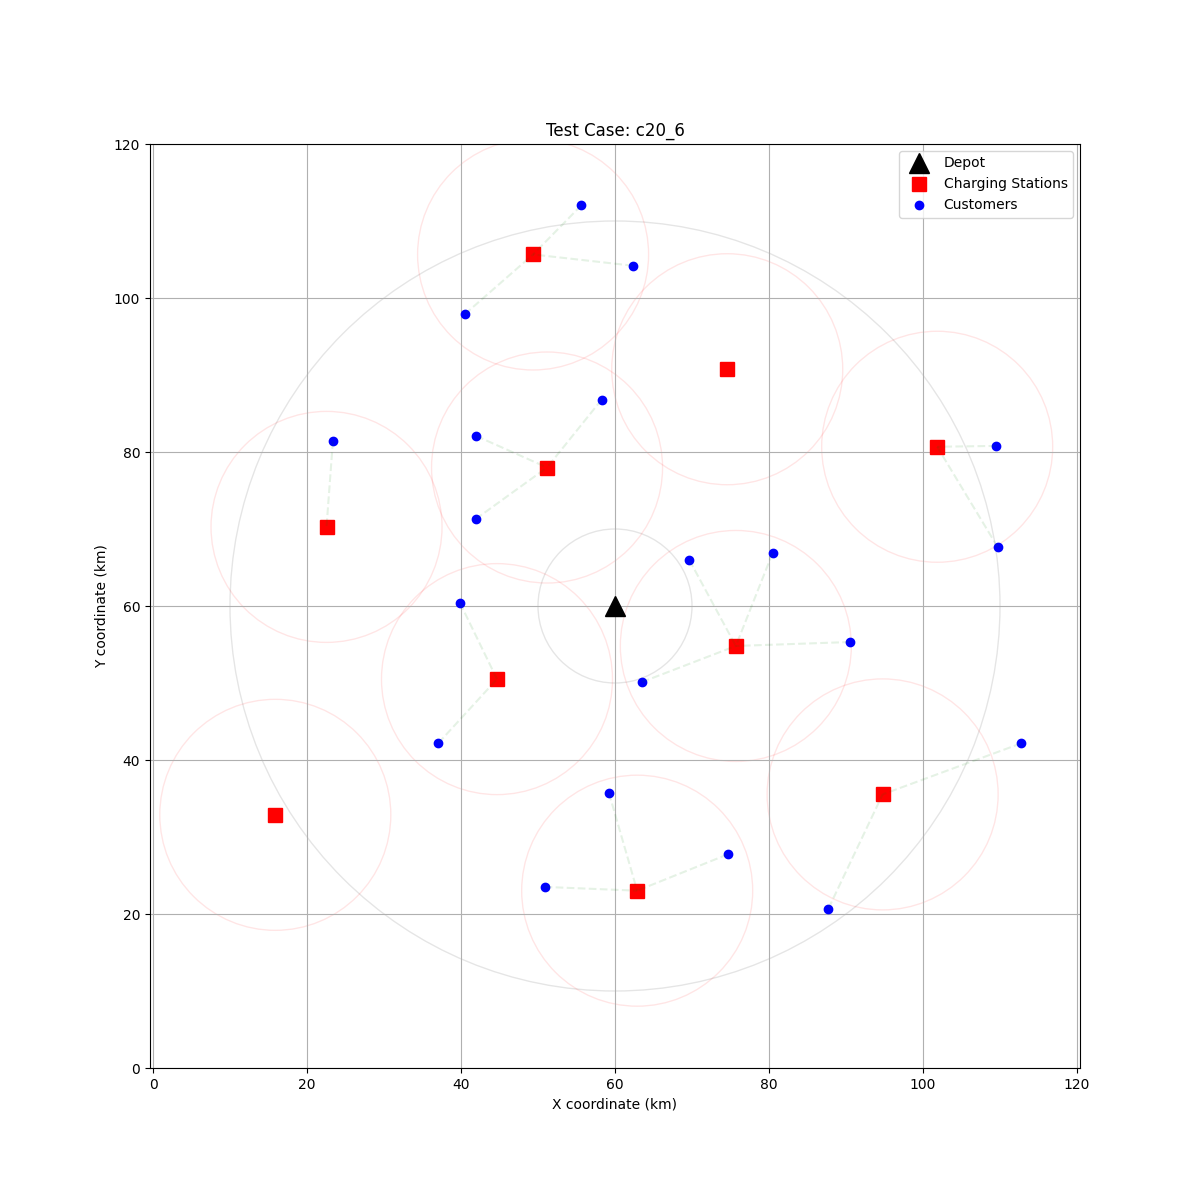 Test Case: c20_6
Depot
Charging Stations
Customers
120
100
80
60
40
20
0
Y coordinate (km)
0 20 40 60 80 100 120
X coordinate (km)